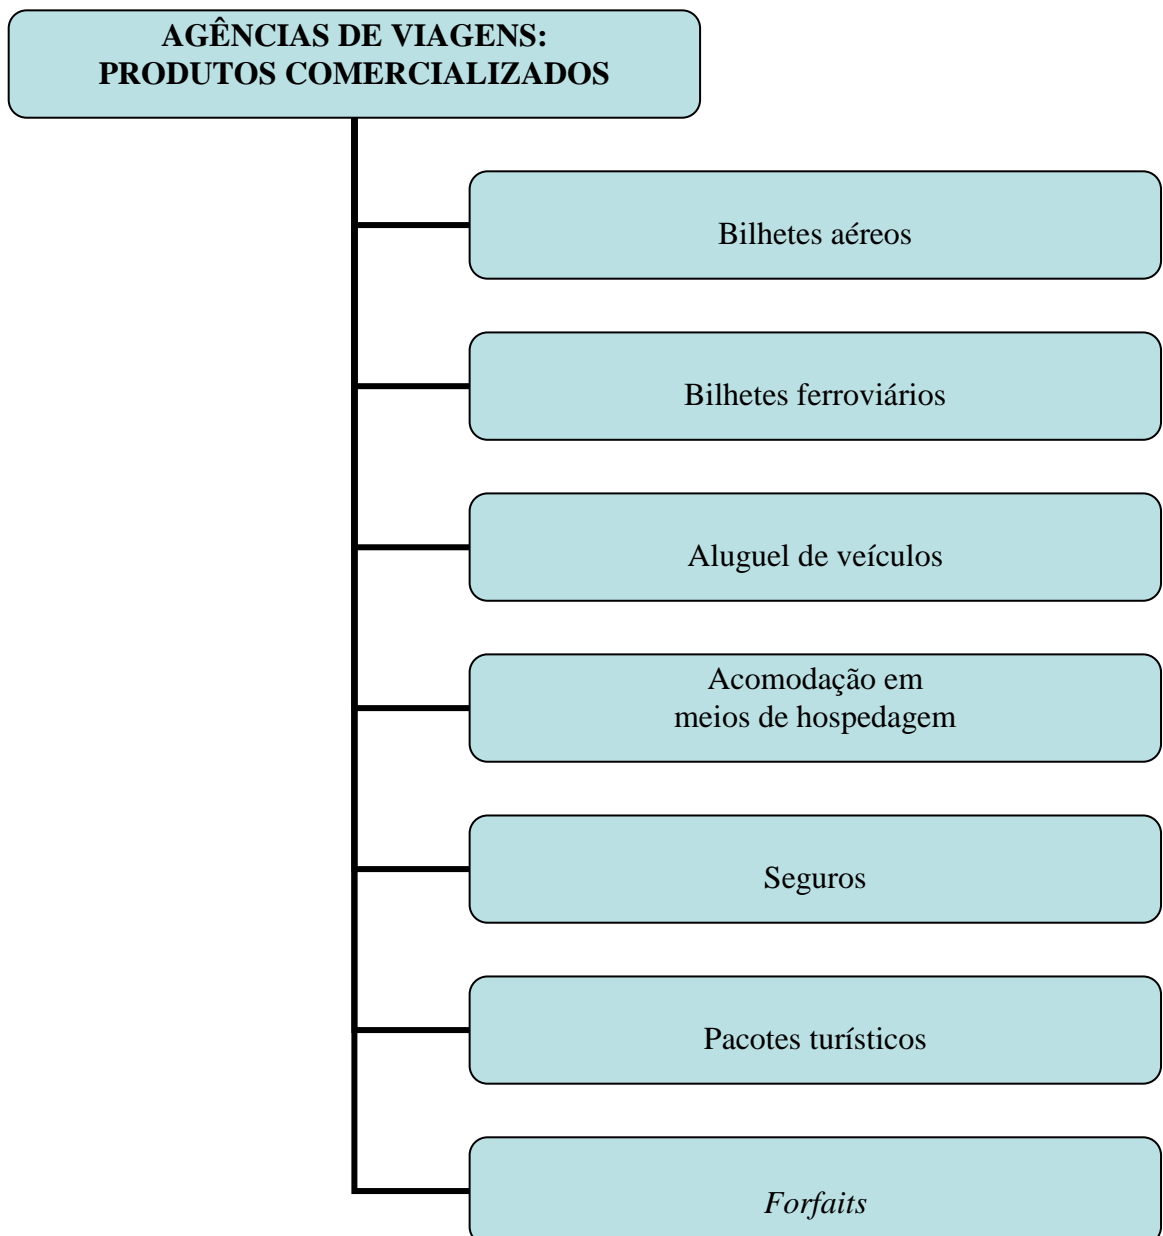 AGÊNCIAS DE VIAGENS:
PRODUTOS COMERCIALIZADOS
Bilhetes aéreos
Bilhetes ferroviários
Aluguel de veículos
Acomodação em
meios de hospedagem
Seguros
Pacotes turísticos
Forfaits